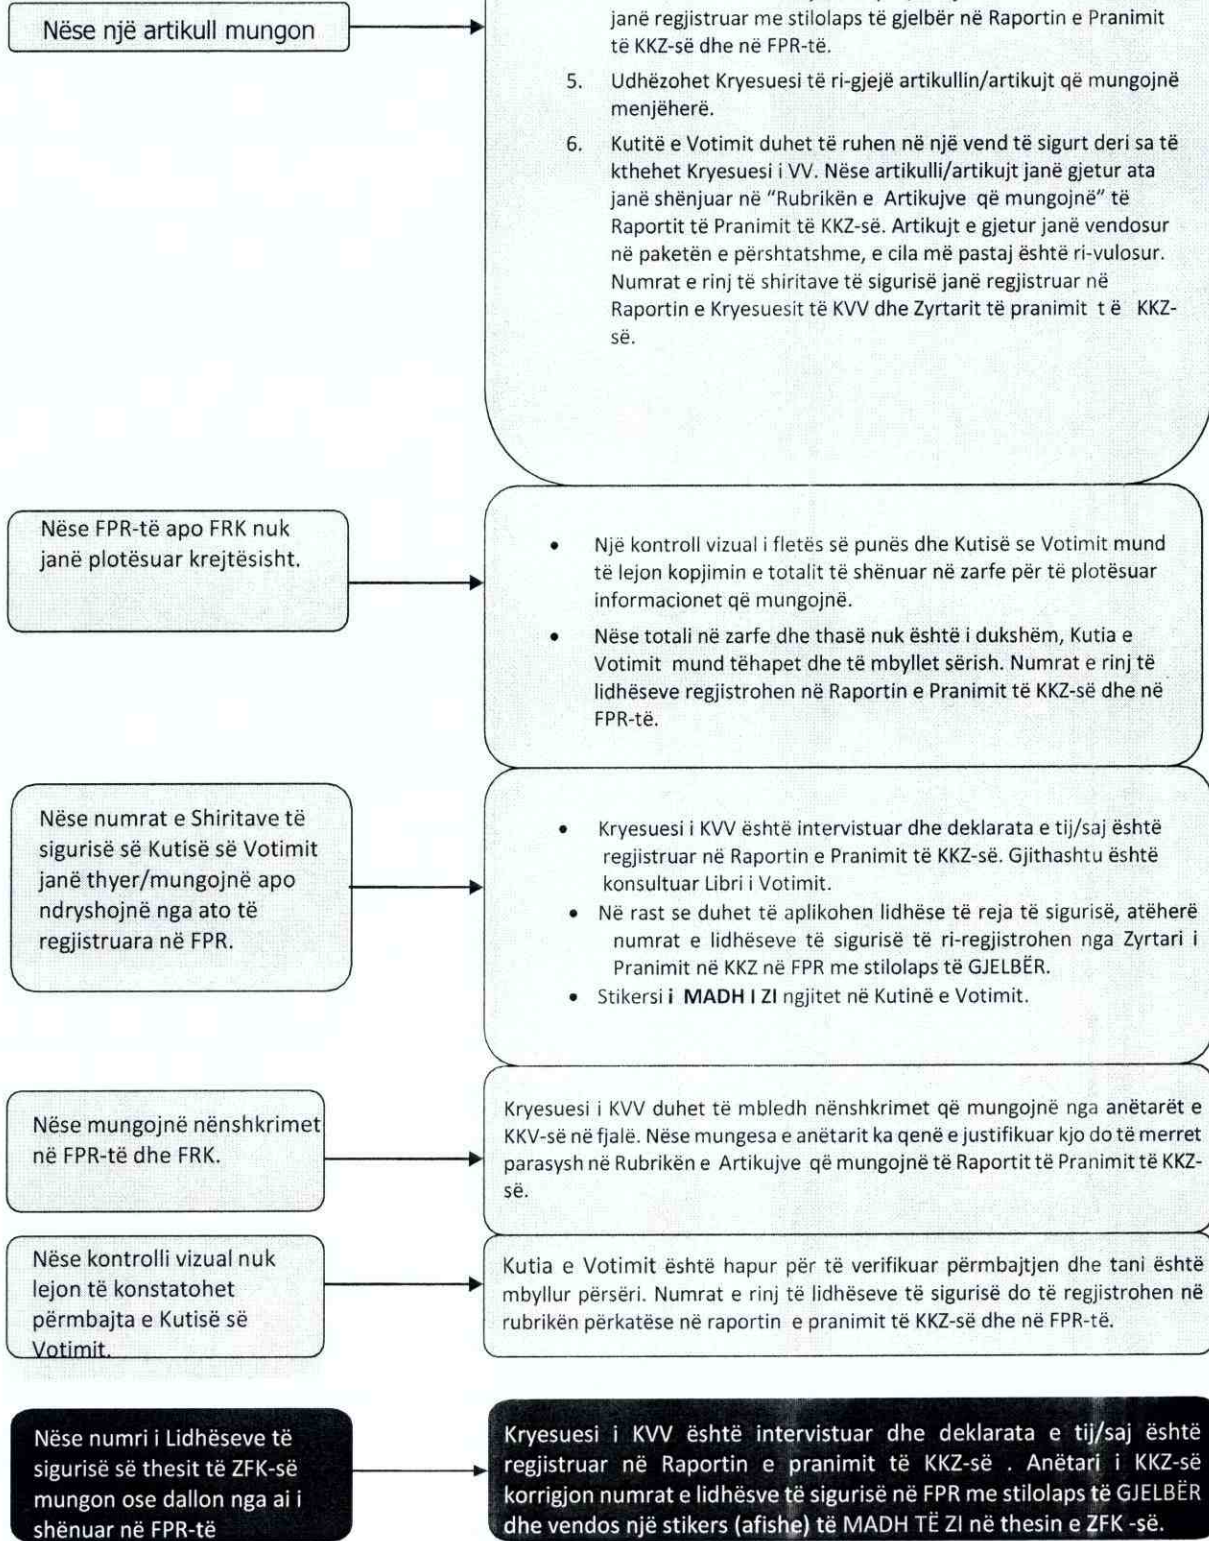 Nëse një artikull mungon
janë regjistruar me stilolaps të gjelbër në Raportin e Pranimit
të KKZ-së dhe në FPR-të.
5. Udhëzohet Kryesuesi të ri-gjejë artikullin/artikujt që mungojnë
menjëherë.
6. Kutitë e Votimit duhet të ruhen në një vend të sigurt deri sa të
kthehet Kryesuesi i VV. Nëse artikulli/artikujt janë gjetur ata
janë shënjuar në “Rubrikën e Artikujve që mungojnë” të
Raportit të Pranimit të KKZ-së. Artikujt e gjetur janë vendosur
në paketën e përshtatshme, e cila më pastaj është ri-vulosur.
Numrat e rinj të shiritave të sigurisë janë regjistruar në
Raportin e Kryesuesit të KVV dhe Zyrtarit të pranimit t ë KKZ-
së.
Nëse FPR-të apo FRK nuk
janë plotësuar krejtësisht.
• Një kontroll vizual i fletës së punës dhe Kutisë se Votimit mund
të lejon kopjimin e totalit të shënuar në zarfe për të plotësuar
informacionet që mungojnë.
• Nëse totali në zarfe dhe thasë nuk është i dukshëm, Kutia e
Votimit mund tëhapet dhe të mbyllet sërish. Numrat e rinj të
lidhëseve regjistrohen në Raportin e Pranimit të KKZ-së dhe në
FPR-të.
Nëse numrat e Shiritave të
sigurisë së Kutisë së Votimit
janë thyer/mungojnë apo
ndryshojnë nga ato të
regjistruara në FPR.
• Kryesuesi i KVV është intervistuar dhe deklarata e tij/saj është
regjistruar në Raportin e Pranimit të KKZ-së. Gjithashtu është
konsultuar Libri i Votimit.
• Në rast se duhet të aplikohen lidhëse të reja të sigurisë, atëherë
numrat e lidhëseve të sigurisë të ri-regjistrohen nga Zyrtari i
Pranimit në KKZ në FPR me stilolaps të GJELBËR.
• Stikersi i MADH I ZI ngjitet në Kutinë e Votimit.
Nëse mungojnë nënshkrimet
në FPR-të dhe FRK.
Kryesuesi i KVV duhet të mbledh nënshkrimet që mungojnë nga anëtarët e
KKV-së në fjalë. Nëse mungesa e anëtarit ka qenë e justifikuar kjo do të merret
parasysh në Rubrikën e Artikujve që mungojnë të Raportit të Pranimit të KKZ-
së.
Nëse kontrolli vizual nuk
lejon të konstatohet
përmbajta e Kutisë së
Votimit.
Kutia e Votimit është hapur për të verifikuar përmbajtjen dhe tani është
mbyllur përsëri. Numrat e rinj të lidhëseve të sigurisë do të regjistrohen në
rubrikën përkatëse në raportin e pranimit të KKZ-së dhe në FPR-të.
Nëse numri i Lidhëseve të
sigurisë së thesit të ZFK-së
mungon ose dallon nga ai i
shënuar në FPR-të
Kryesuesi i KVV është intervistuar dhe deklarata e tij/saj është
regjistruar në Raportin e pranimit të KKZ-së . Anëtari i KKZ-së
korrigjon numrat e lidhësve të sigurisë në FPR me stilolaps të GJELBËR
dhe vendos një stikers (afishe) të MADH TË ZI në thesin e ZFK -së.